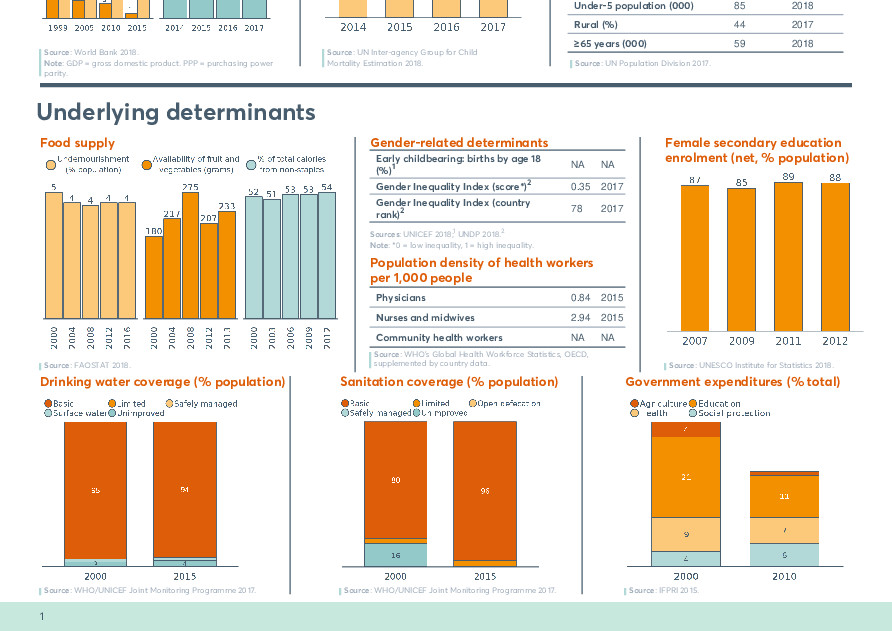 1999 2005 2010 2015
2014 2015 2016 2017
Source: World Bank 2018.
Note: GDP = gross domestic product. PPP = purchasing power
parity.
2014 2015 2016 2017
Source: UN Inter-agency Group for Child
Mortality Estimation 2018.
Under-5 population (000) 85 2018
Rural (%) 44 2017
≥65 years (000) 59 2018
Source: UN Population Division 2017.
Underlying determinants
Food supply
Undernourishment
(% population)
Availability of fruit and
vegetables (grams)
% of total calories
from non-staples
5 4 4 4 4
180 217 275 207 233
52 51 53 53 54
2000 2004 2008 2012 2016
2000 2004 2008 2012 2013
2000 2003 2006 2009 2012
Source: FAOSTAT 2018.
Gender-related determinants
Early childbearing: births by age 18
(%)1 NA NA
Gender Inequality Index (score*)2 0.35 2017
Gender Inequality Index (country
rank)2 78 2017
Sources: UNICEF 2018,1 UNDP 2018.2
Note: *0 = low inequality, 1 = high inequality.
Population density of health workers
per 1,000 people
Physicians 0.84 2015
Nurses and midwives 2.94 2015
Community health workers NA NA
Source: WHO's Global Health Workforce Statistics, OECD,
supplemented by country data.
Female secondary education
enrolment (net, % population)
87 85 89 88
2007 2009 2011 2012
Source: UNESCO Institute for Statistics 2018.
Drinking water coverage (% population)
Basic Limited Safely managed
Surface water Unimproved
94
2000 2015
Source: WHO/UNICEF Joint Monitoring Programme 2017.
Sanitation coverage (% population)
Basic Limited Open defecation
Safely managed Unimproved
80
16
96
2000 2015
Source: WHO/UNICEF Joint Monitoring Programme 2017.
Government expenditures (% total)
Agriculture Education
Health Social protection
4
21
9
4
11
7
6
2000 2010
Source: IFPRI 2015.
1